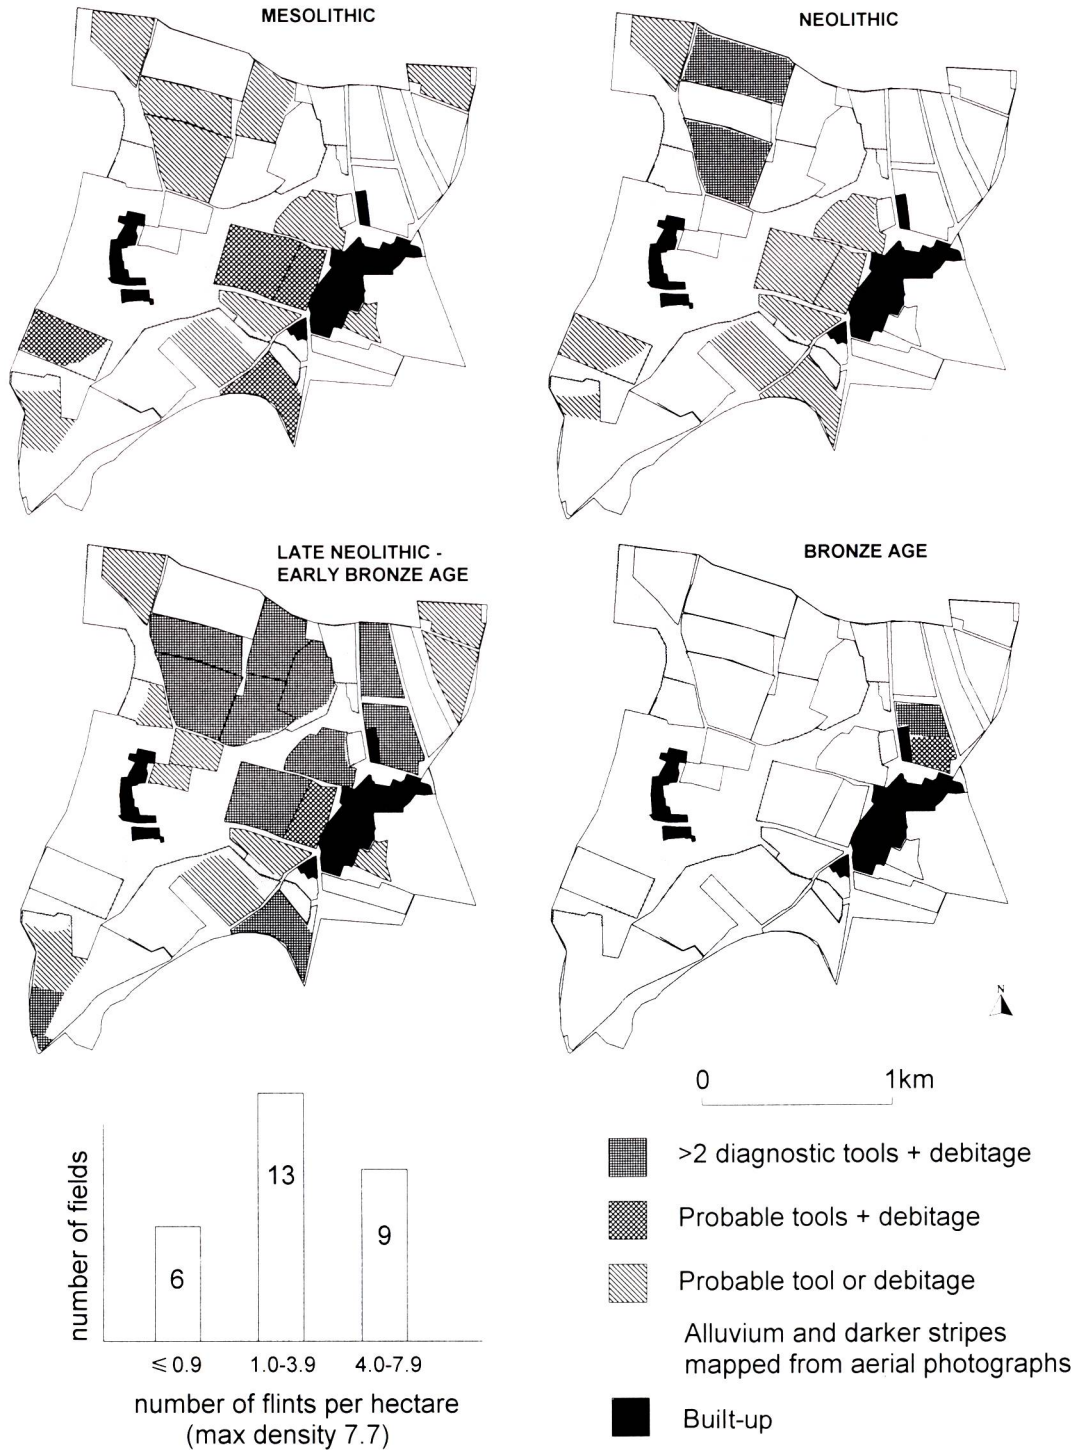 MESOLITHIC
NEOLITHIC
LATE NEOLITHIC -
EARLY BRONZE AGE
BRONZE AGE
N
0 1km
number of fields
6
13
9
≤ 0.9 1.0-3.9 4.0-7.9
number of flints per hectare
(max density 7.7)
>2 diagnostic tools + debitage
Probable tools + debitage
Probable tool or debitage
Alluvium and darker stripes
mapped from aerial photographs
Built-up